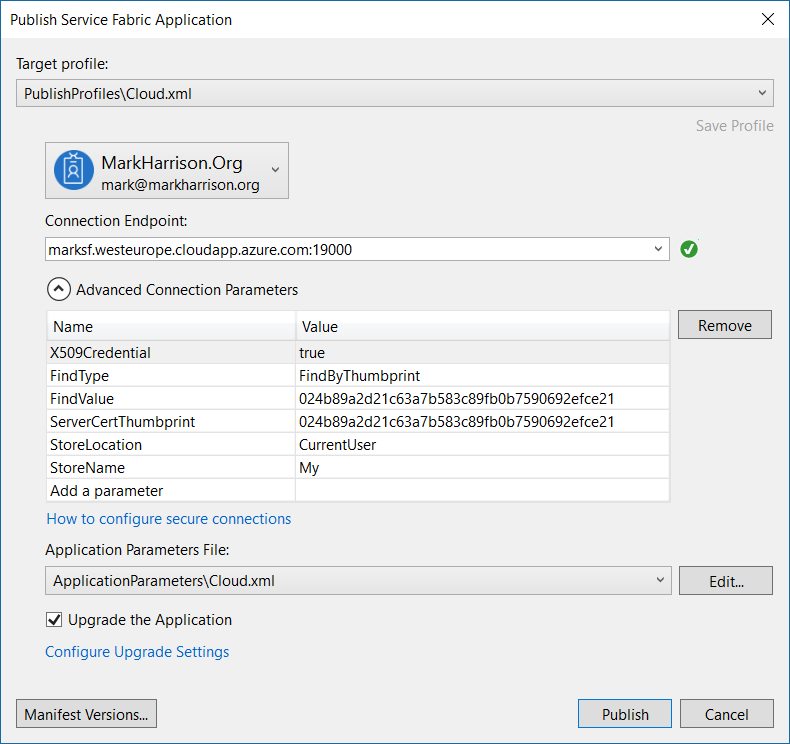 Publish Service Fabric Application
Target profile:
PublishProfiles\Cloud.xml
Save Profile
MarkHarrison.Org
mark@markharrison.org
Connection Endpoint:
marksf.westeurope.cloudapp.azure.com:19000
Advanced Connection Parameters
Name Value
Remove
X509Credential true
FindType FindByThumbprint
FindValue 024b89a2d21c63a7b583c89fb0b7590692efce21
ServerCertThumbprint 024b89a2d21c63a7b583c89fb0b7590692efce21
StoreLocation CurrentUser
StoreName My
Add a parameter
How to configure secure connections
Application Parameters File:
ApplicationParameters\Cloud.xml
Edit...
Upgrade the Application
Configure Upgrade Settings
Manifest Versions... Publish Cancel